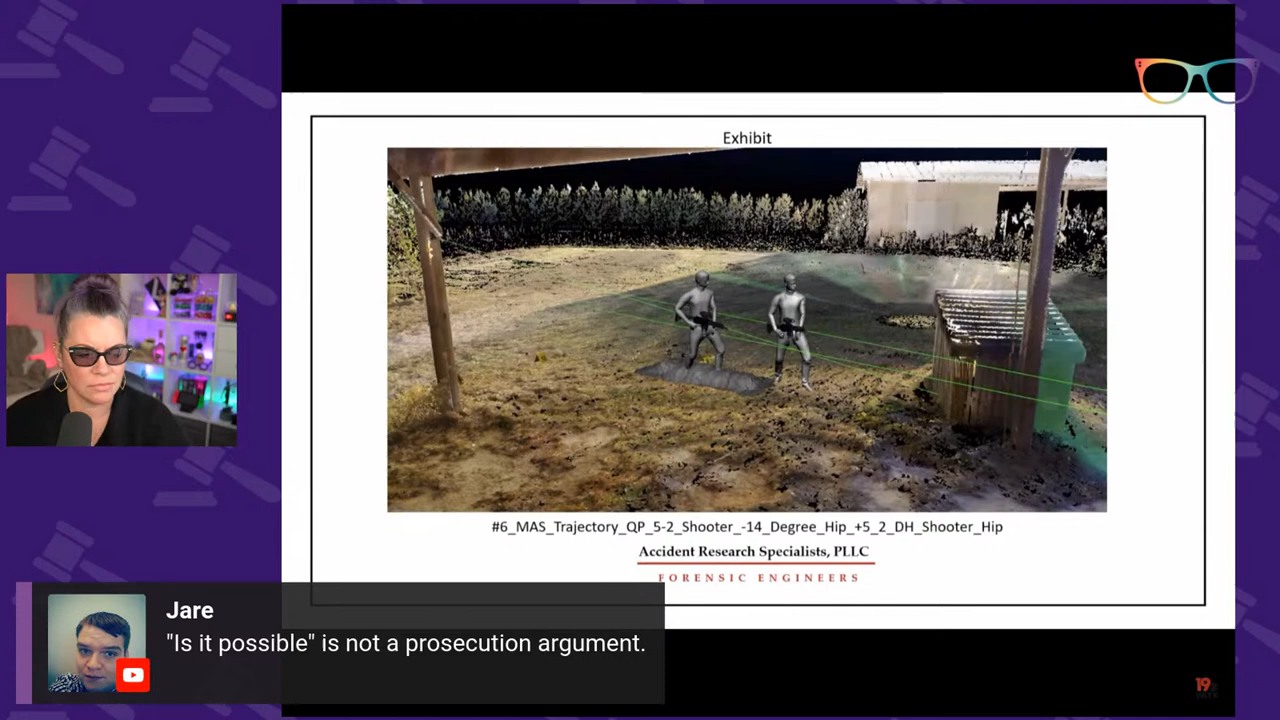 Exhibit
#6_MAS_Trajectory_QP_5-2_Shooter_-14_Degree_Hip_+5_2_DH_Shooter_Hip
Accident Research Specialists, PLLC
FORENSIC ENGINEERS
Jare
"Is it possible" is not a prosecution argument.
19